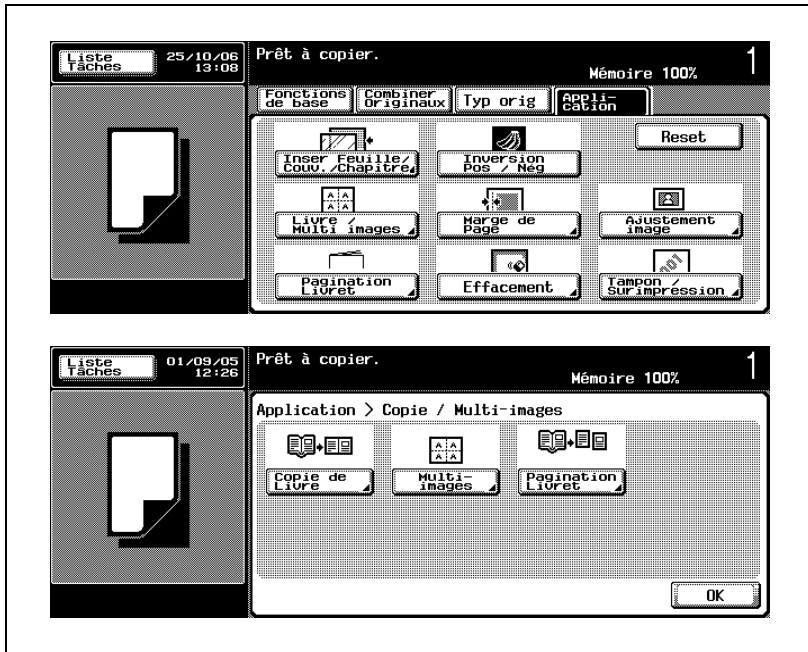 Liste
Tâches
25/10/06
13:08
Prêt à copier.
Mémoire 100%
1
Fonctions
de base
Combiner
Originaux
Typ orig
Appli-
cation
Reset
Inser Feuille/
Couv./Chapitre
Inversion
Pos / Nég
A A
A A
Livre /
Multi images
Marge de
Page
Ajustement
image
001
Pagination
Livret
Effacement
Tampon /
Surimpression
Liste
Tâches
01/09/05
12:26
Prêt à copier.
Mémoire 100%
1
Application > Copie / Multi-images
A A
A A
Copie de
Livre
Multi-
images
Pagination
Livret
OK